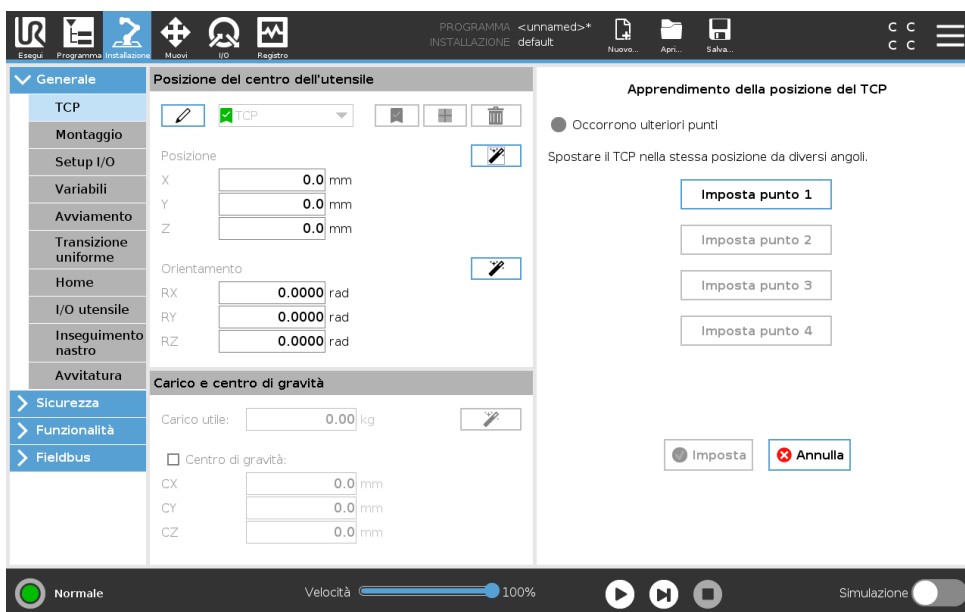 UR
PROGRAMMA <unnamed>*
INSTALLAZIONE default
Esegui Programma Installazione Muovi I/O Registro Nuovo... Apri... Salva...
C C
C C
Generale
TCP
Montaggio
Setup I/O
Variabili
Avviamento
Transizione
uniforme
Home
I/O utensile
Inseguimento
nastro
Avvitatura
Sicurezza
Funzionalità
Fieldbus
Posizione del centro dell'utensile
TCP
Posizione
X 0.0 mm
Y 0.0 mm
Z 0.0 mm
Orientamento
RX 0.0000 rad
RY 0.0000 rad
RZ 0.0000 rad
Carico e centro di gravità
Carico utile: 0.00 kg
Centro di gravità:
CX 0.0 mm
CY 0.0 mm
CZ 0.0 mm
Apprendimento della posizione del TCP
Occorrono ulteriori punti
Spostare il TCP nella stessa posizione da diversi angoli.
Imposta punto 1
Imposta punto 2
Imposta punto 3
Imposta punto 4
Imposta Annulla
Normale Velocità 100% Simulazione